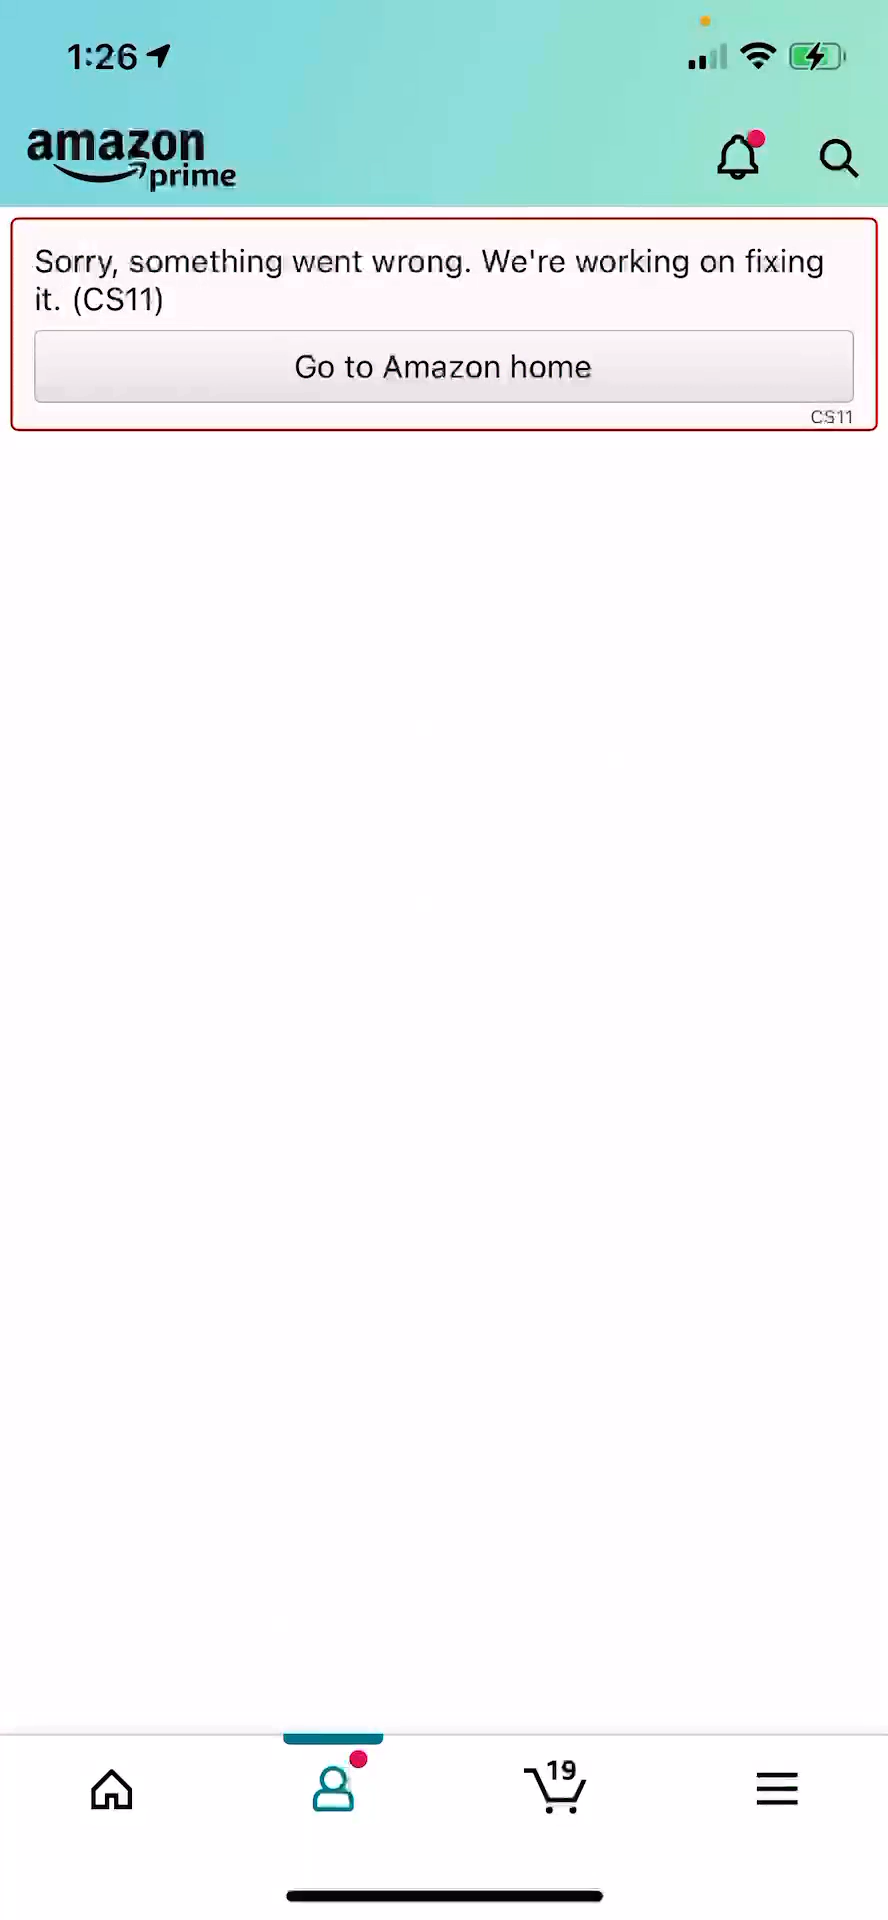 1:26
amazon
prime
Sorry, something went wrong. We're working on fixing
it. (CS11)
Go to Amazon home
CS11
19